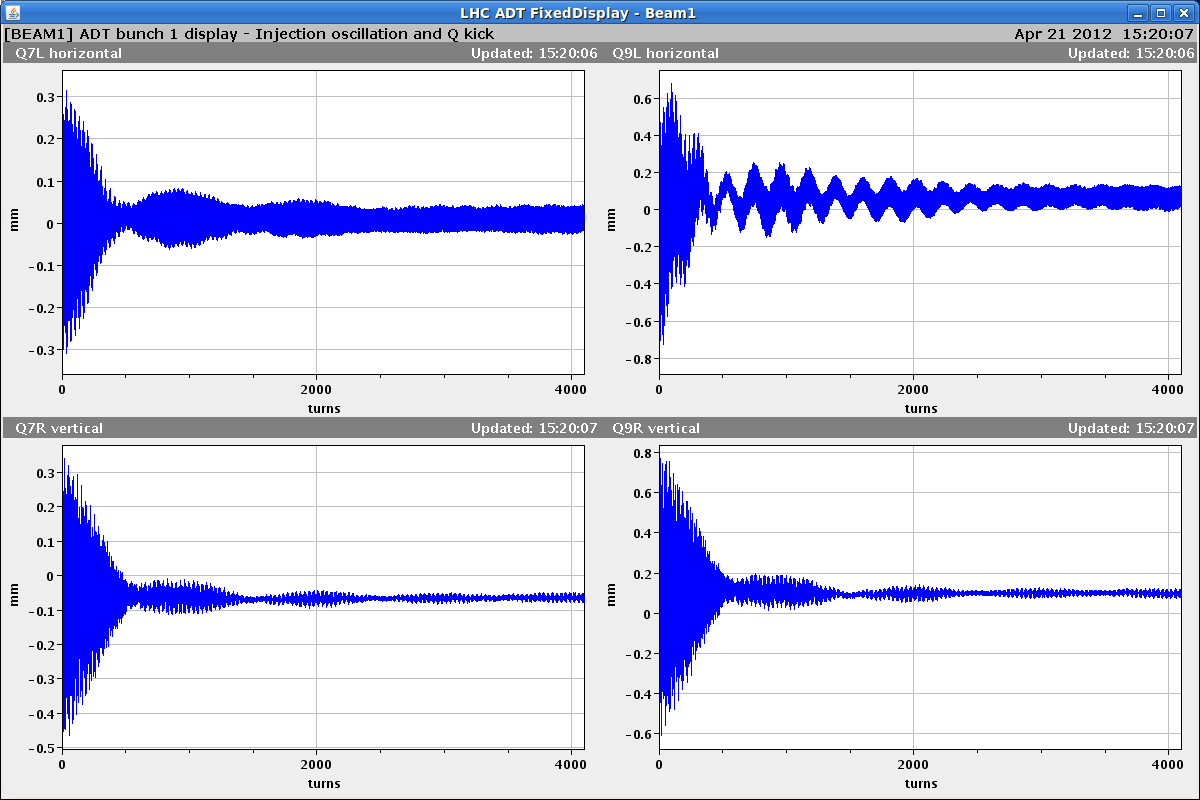 LHC ADT FixedDisplay - Beam1
[BEAM1] ADT bunch 1 display - Injection oscillation and Q kick Apr 21 2012 15:20:07
Q7L horizontal Updated: 15:20:06
0.3
0.2
0.1
0
-0.1
-0.2
-0.3
mm
0 2000 4000
turns
Q9L horizontal Updated: 15:20:06
0.6
0.4
0.2
0
-0.2
-0.4
-0.6
-0.8
mm
0 2000 4000
turns
Q7R vertical Updated: 15:20:07
0.3
0.2
0.1
0
-0.1
-0.2
-0.3
-0.4
-0.5
mm
0 2000 4000
turns
Q9R vertical Updated: 15:20:07
0.8
0.6
0.4
0.2
0
-0.2
-0.4
-0.6
mm
0 2000 4000
turns